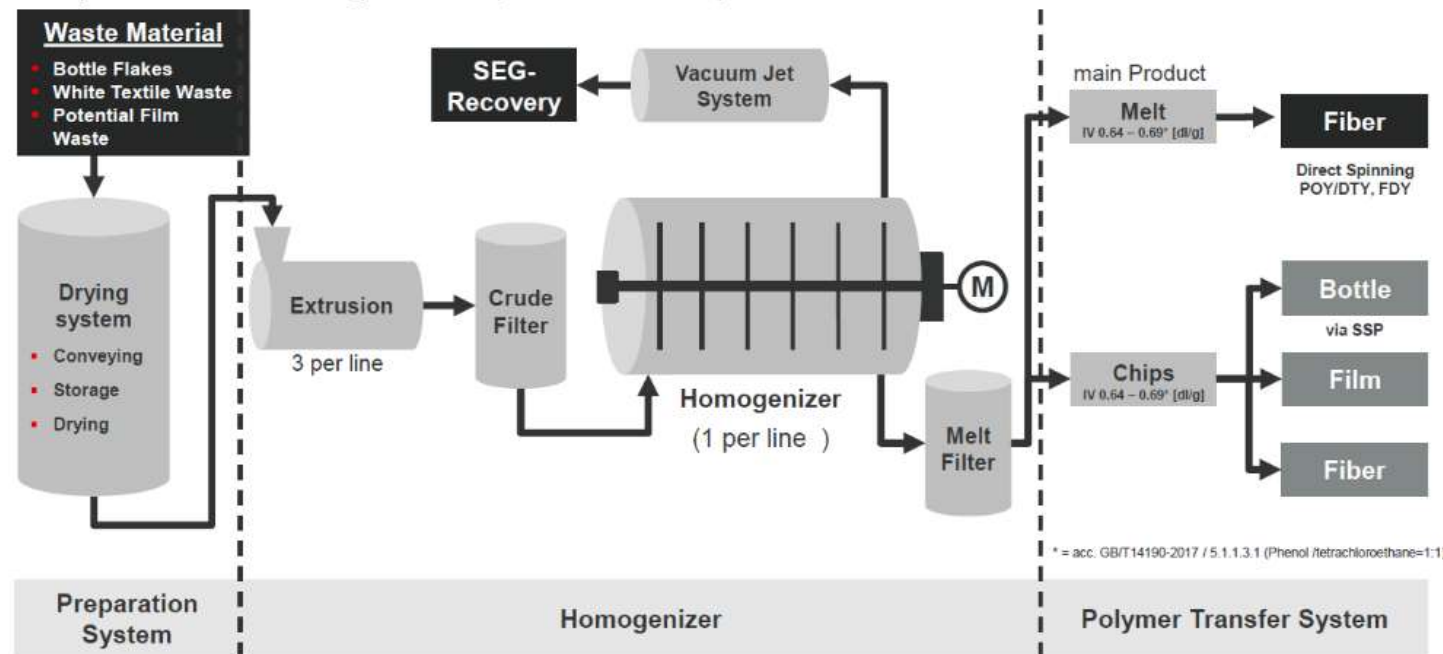 Waste Material
Bottle Flakes
White Textile Waste
Potential Film
Waste
Drying
system
Conveying
Storage
Drying
Extrusion
3 per line
Crude
Filter
SEG-
Recovery
Vacuum Jet
System
M
Homogenizer
(1 per line )
Melt
Filter
main Product
Melt
IV 0.64 – 0.69* [dl/g]
Fiber
Direct Spinning
POY/DTY, FDY
Chips
IV 0.64 – 0.69* [dl/g]
Bottle
via SSP
Film
Fiber
* = acc. GB/T14190-2017 / 5.1.1.3.1 (Phenol /tetrachloroethane=1:1
Preparation
System
Homogenizer
Polymer Transfer System